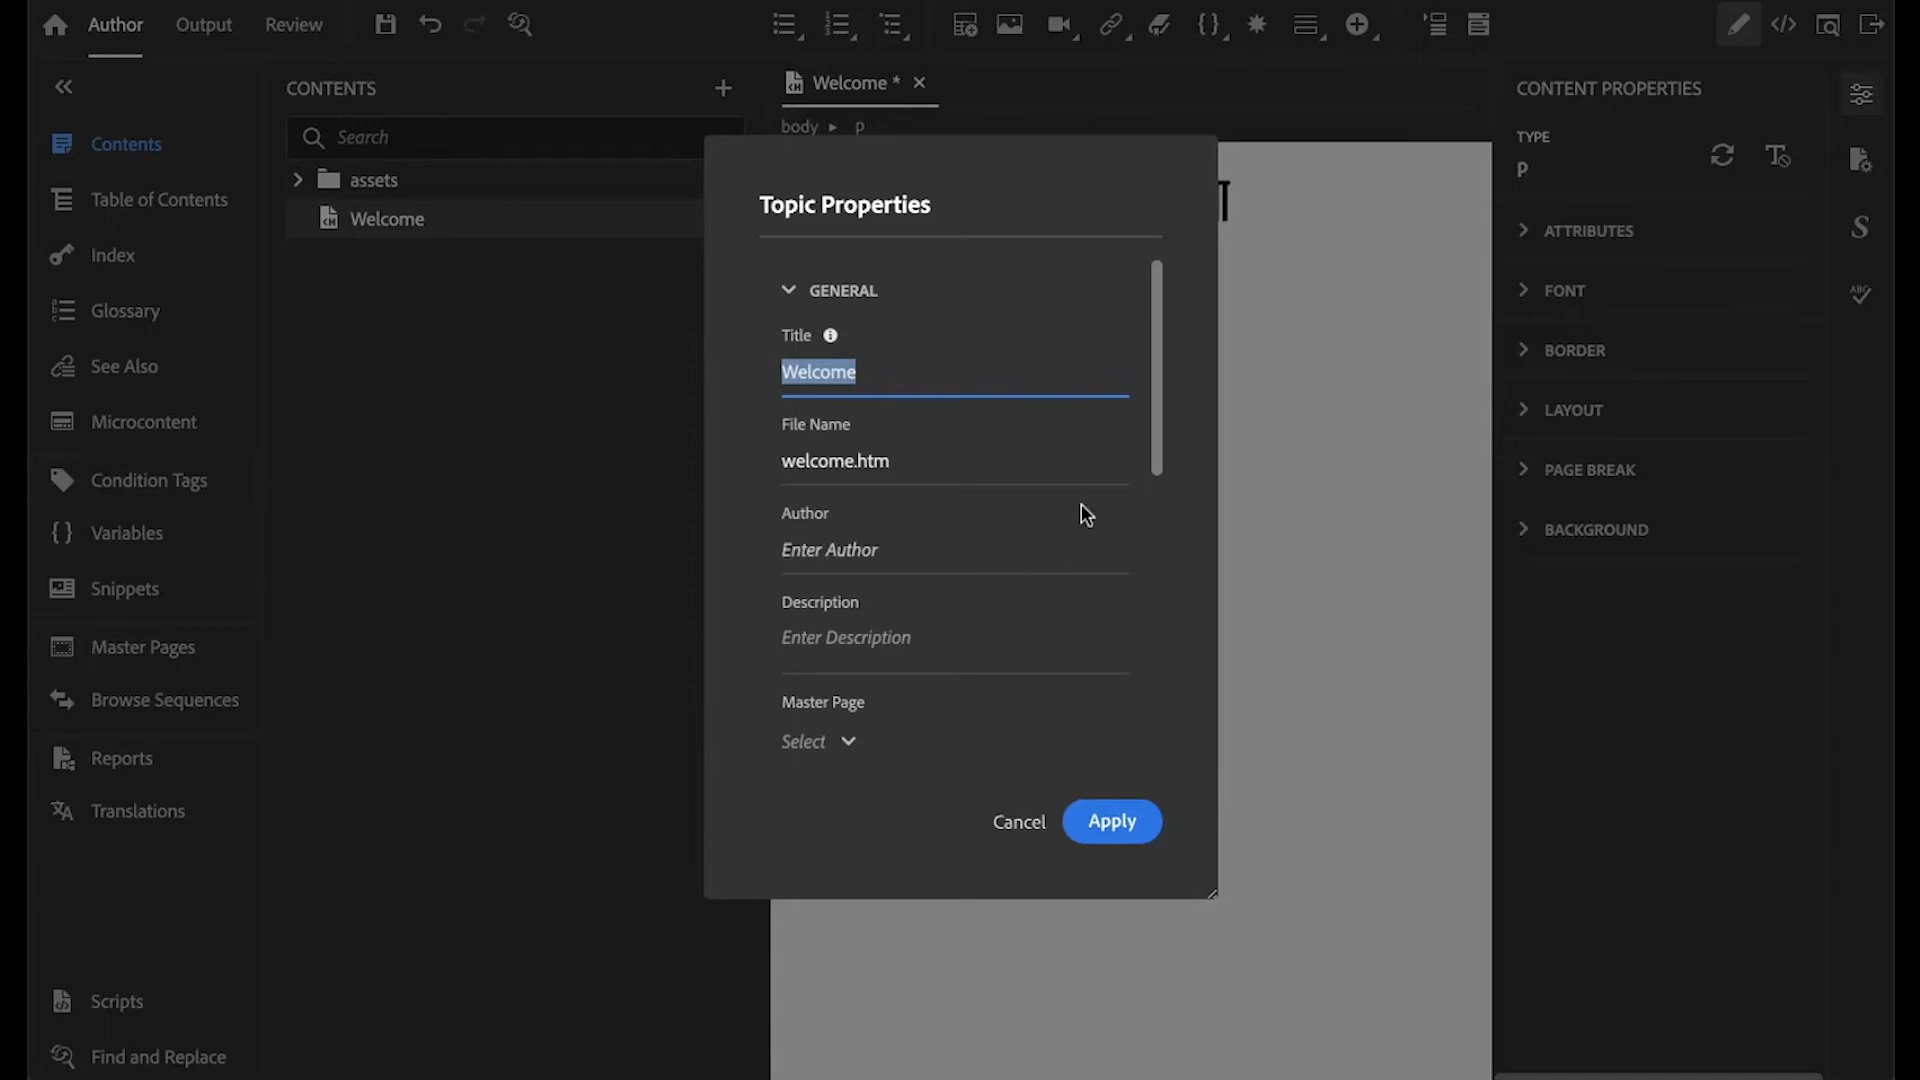 Author
Output
Review
CONTENTS
Search
assets
Welcome
Contents
Table of Contents
Index
Glossary
See Also
Microcontent
Condition Tags
Variables
Snippets
Master Pages
Browse Sequences
Reports
Translations
Scripts
Find and Replace
Welcome *
body ▸ p
Topic Properties
GENERAL
Title
Welcome
File Name
welcome.htm
Author
Enter Author
Description
Enter Description
Master Page
Select
Cancel
Apply
CONTENT PROPERTIES
TYPE
p
ATTRIBUTES
FONT
BORDER
LAYOUT
PAGE BREAK
BACKGROUND